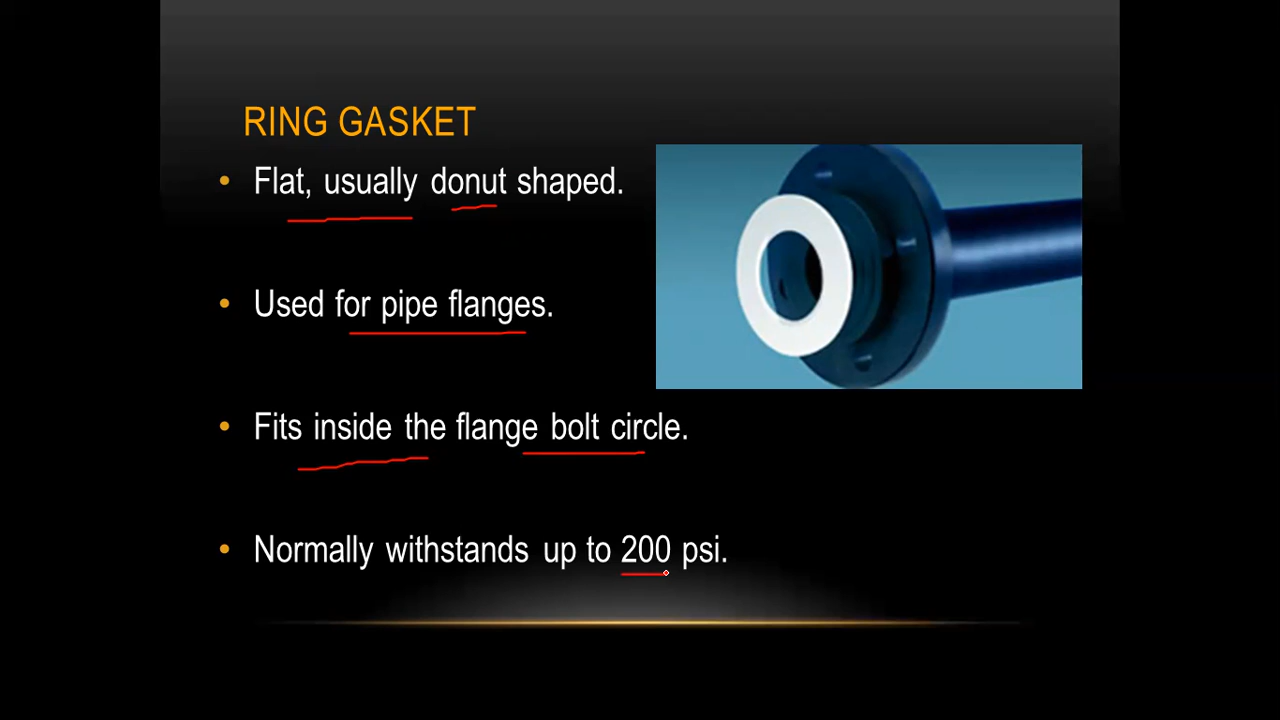 RING GASKET
• Flat, usually donut shaped.
• Used for pipe flanges.
• Fits inside the flange bolt circle.
• Normally withstands up to 200 psi.